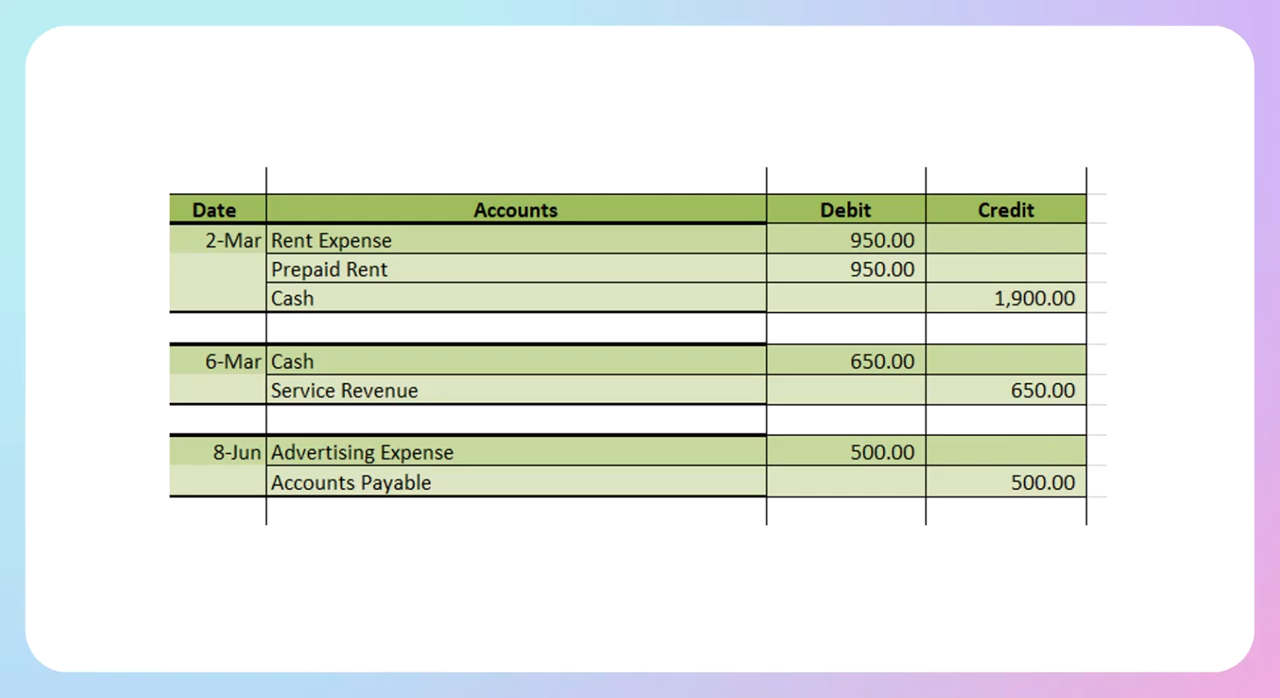 Date Accounts Debit Credit
2-Mar Rent Expense 950.00
Prepaid Rent 950.00
Cash 1,900.00
6-Mar Cash 650.00
Service Revenue 650.00
8-Jun Advertising Expense 500.00
Accounts Payable 500.00